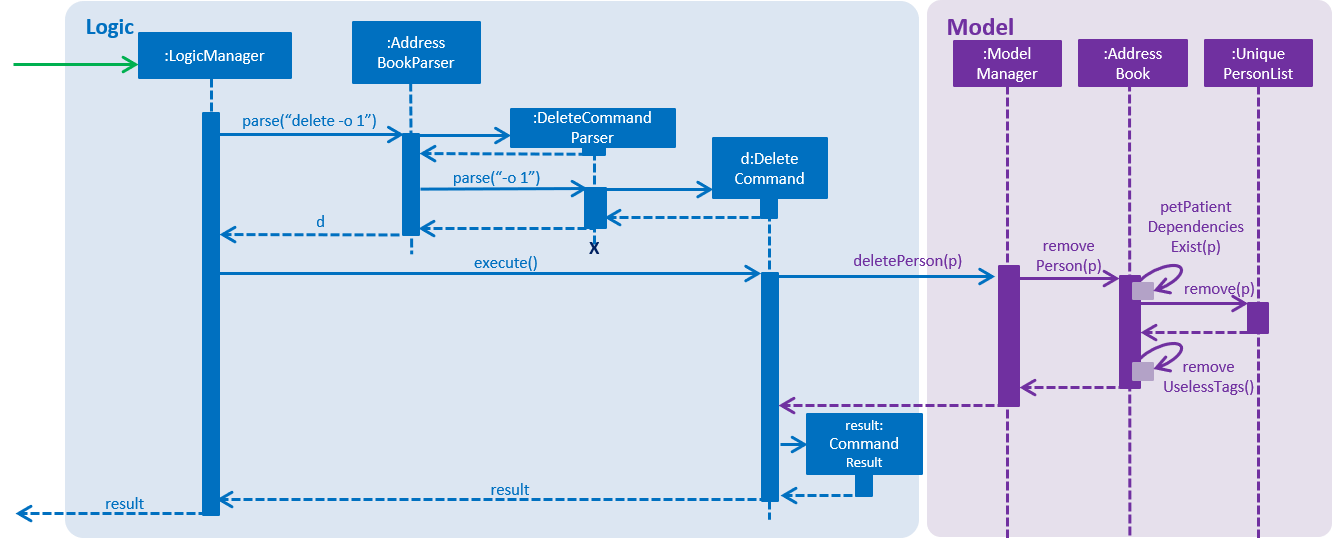 Logic
Model
:LogicManager
:Address
BookParser
:Model
Manager
:Address
Book
:Unique
PersonList
parse(“delete -o 1”)
:DeleteCommand
Parser
parse(“-o 1”)
d:Delete
Command
d
X
execute()
deletePerson(p)
remove
Person(p)
petPatient
Dependencies
Exist(p)
remove(p)
remove
UselessTags()
result:
Command
Result
result
result